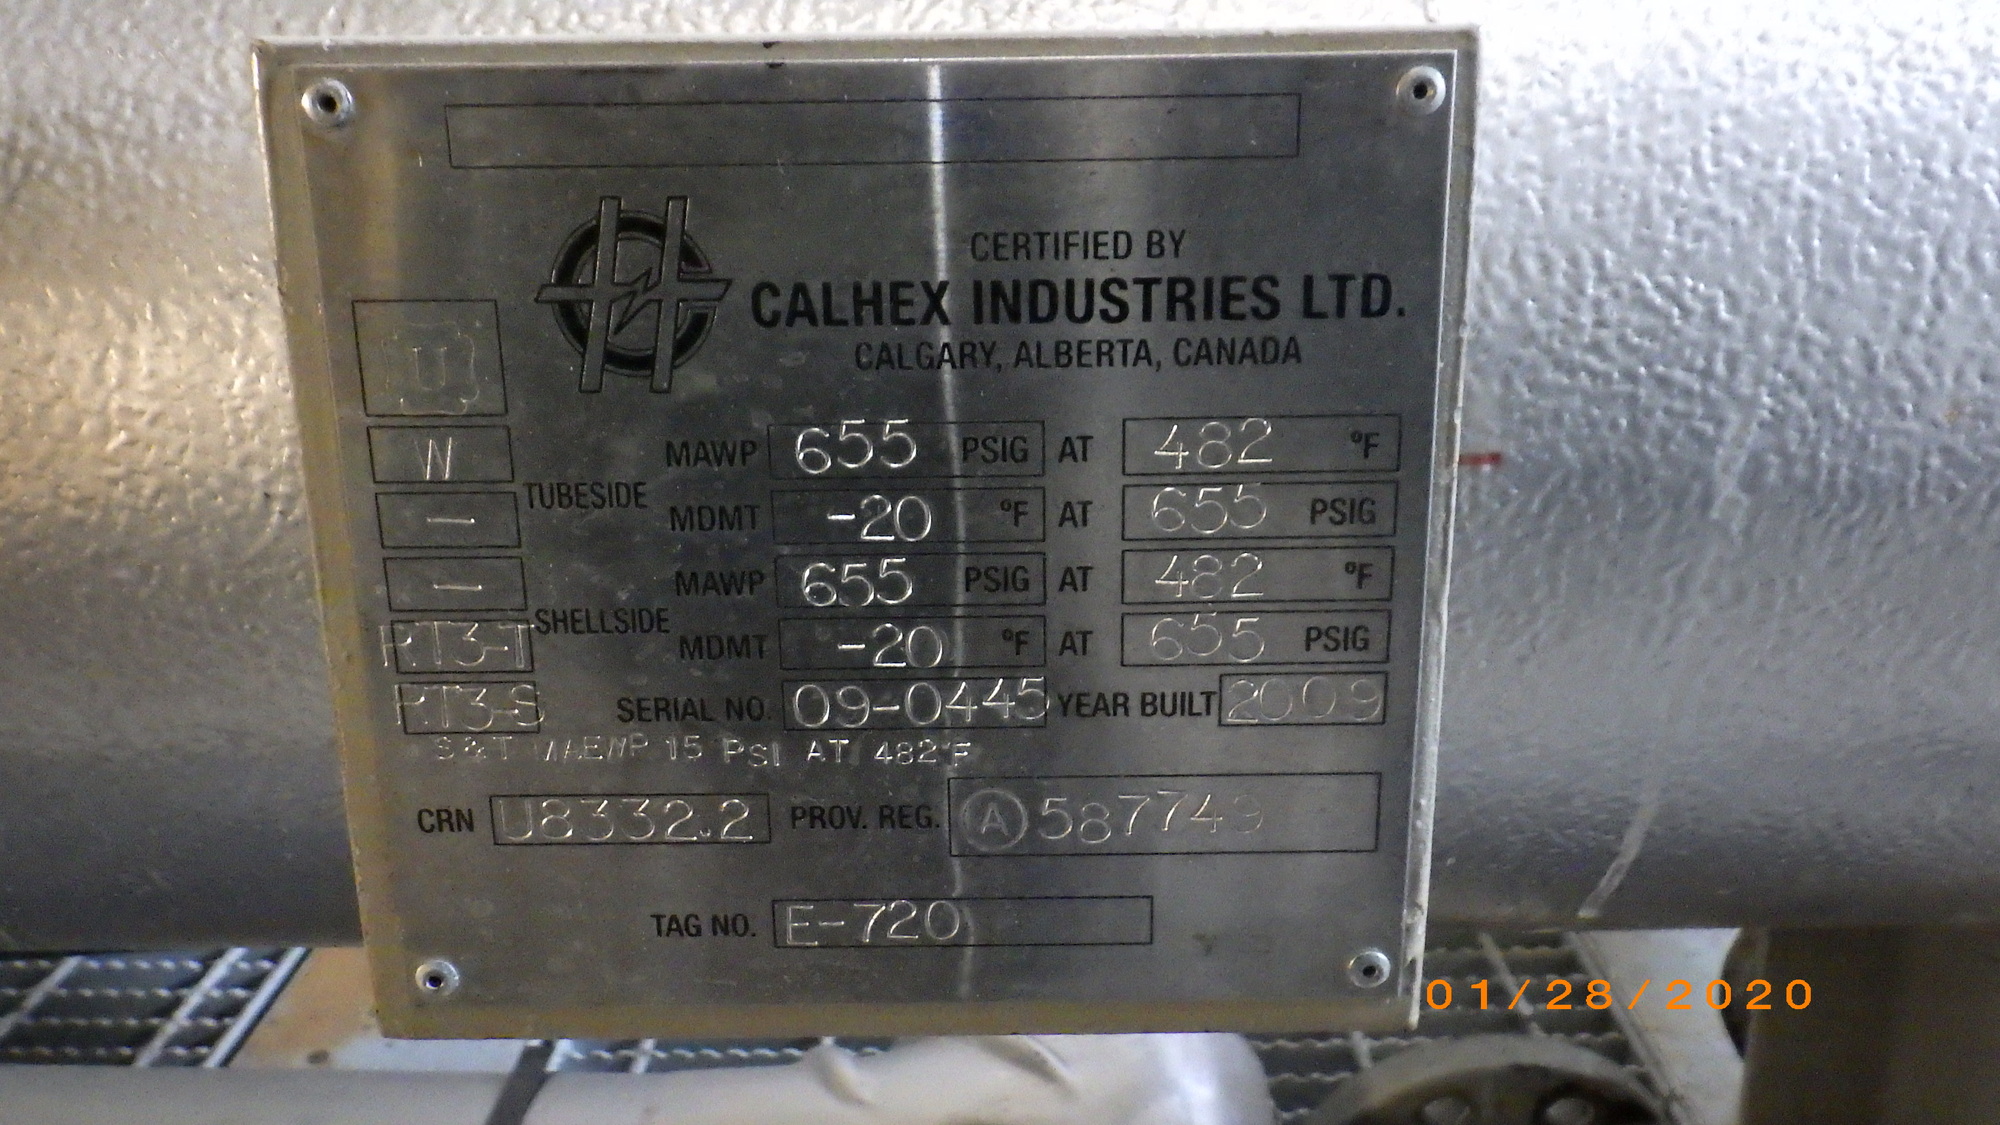 CERTIFIED BY
CALHEX INDUSTRIES LTD.
CALGARY, ALBERTA, CANADA
U
W
-
-
RT3-T
RT3-S
TUBESIDE
MAWP 655 PSIG AT 482 °F
MDMT -20 °F AT 655 PSIG
SHELLSIDE
MAWP 655 PSIG AT 482 °F
MDMT -20 °F AT 655 PSIG
SERIAL NO. 09-0445 YEAR BUILT 2009
S&T MAEWP 15 PSI AT 482°F
CRN U8332.2 PROV. REG. A 587749
TAG NO. E-720
01/28/2020